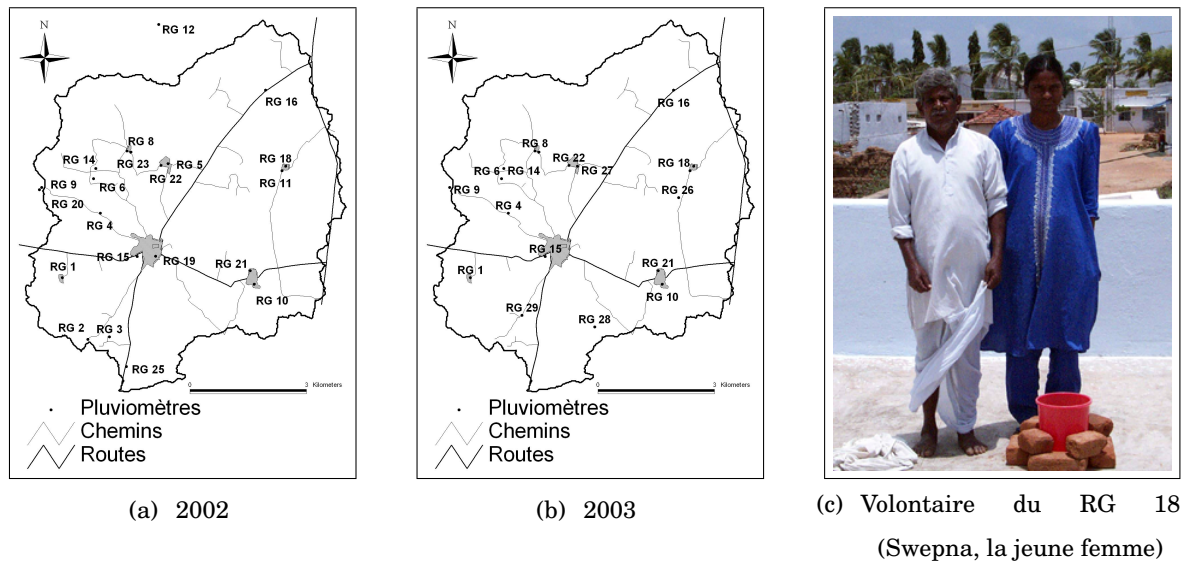 N
RG 12
RG 16
RG 8
RG 14
RG 23
RG 5
RG 18
RG 9
RG 6
RG 22
RG 11
RG 20
RG 4
RG 15
RG 19
RG 21
RG 1
RG 10
RG 2
RG 3
RG 25
0 3 Kilometers
Pluviomètres
Chemins
Routes
(a) 2002
N
RG 16
RG 8
RG 22
RG 18
RG 6
RG 14
RG 27
RG 9
RG 26
RG 4
RG 15
RG 21
RG 1
RG 10
RG 29
RG 28
0 3 Kilometers
Pluviomètres
Chemins
Routes
(b) 2003
(c) Volontaire du RG 18
(Swepna, la jeune femme)